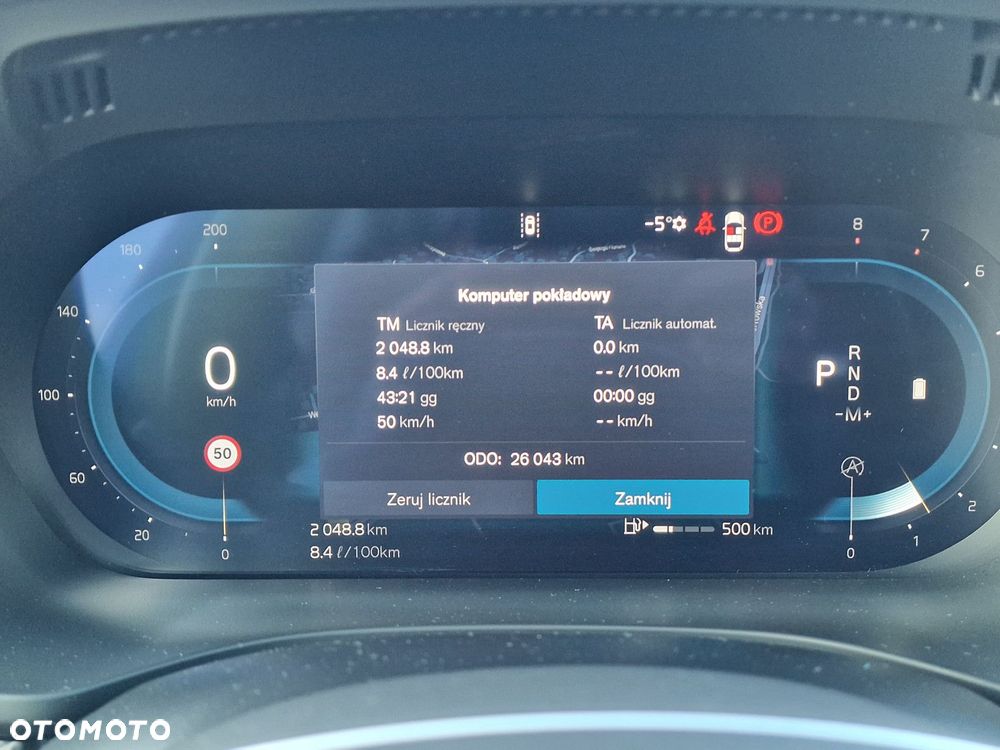 200
-5°
8
180
7
6
140
Komputer pokładowy
TM Licznik ręczny
TA Licznik automat.
2 048.8 km
0.0 km
8.4 ℓ/100km
-- ℓ/100km
43:21 gg
00:00 gg
50 km/h
-- km/h
0
km/h
P
R
N
D
-M+
100
50
ODO: 26 043 km
60
Zeruj licznik
Zamknij
A
2
20
0
2 048.8 km
8.4 ℓ/100km
500 km
1
0
OTOMOTO